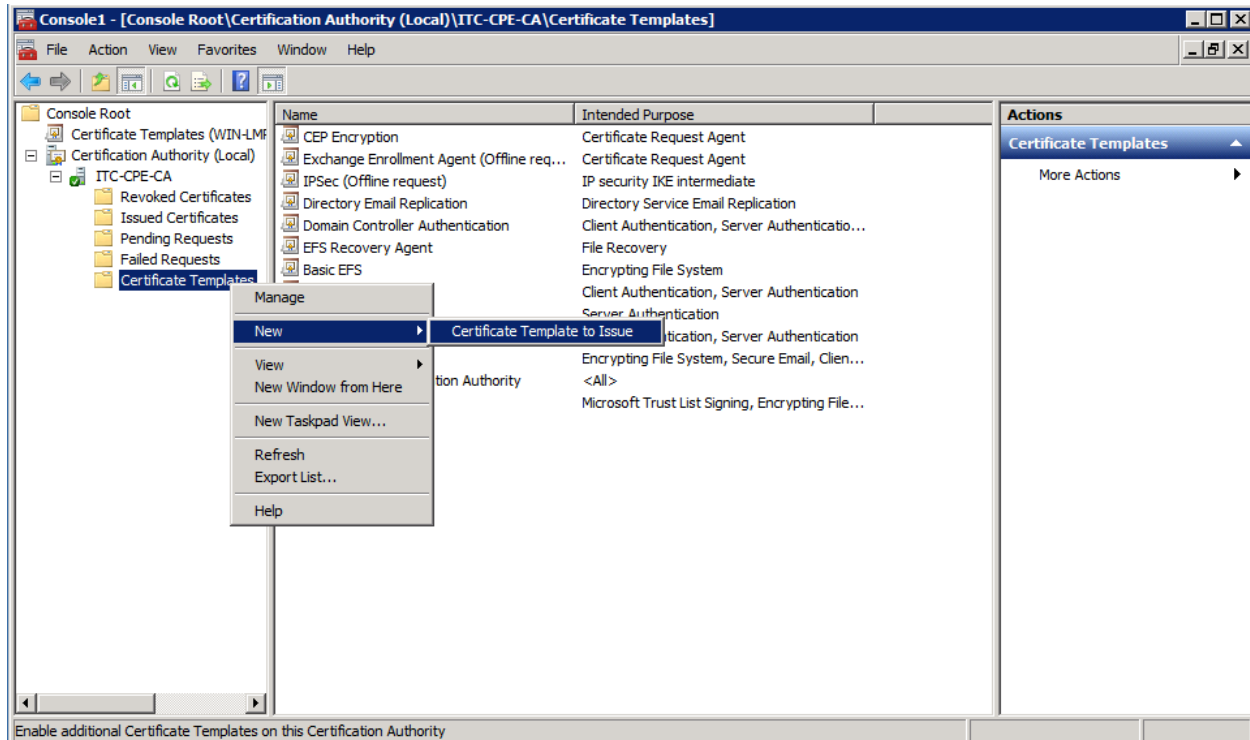 Console1 - [Console Root\Certification Authority (Local)\ITC-CPE-CA\Certificate Templates]
File Action View Favorites Window Help
Console Root
Certificate Templates (WIN-LMF
Certification Authority (Local)
ITC-CPE-CA
Revoked Certificates
Issued Certificates
Pending Requests
Failed Requests
Certificate Templates
Name Intended Purpose
CEP Encryption Certificate Request Agent
Exchange Enrollment Agent (Offline req... Certificate Request Agent
IPSec (Offline request) IP security IKE intermediate
Directory Email Replication Directory Service Email Replication
Domain Controller Authentication Client Authentication, Server Authenticatio...
EFS Recovery Agent File Recovery
Basic EFS Encrypting File System
Client Authentication, Server Authentication
Server Authentication
tication, Server Authentication
Encrypting File System, Secure Email, Clien...
tion Authority <All>
Microsoft Trust List Signing, Encrypting File...
Manage
New
Certificate Template to Issue
View
New Window from Here
New Taskpad View...
Refresh
Export List...
Help
Actions
Certificate Templates
More Actions
Enable additional Certificate Templates on this Certification Authority